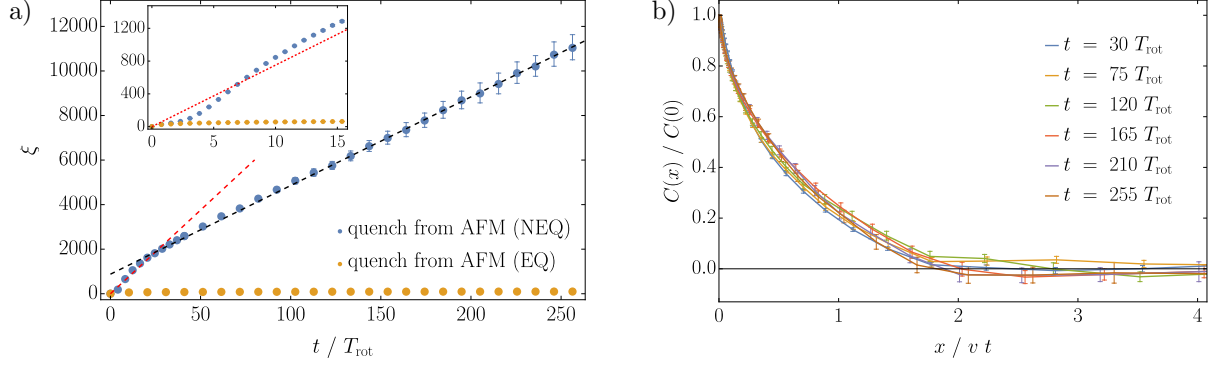 a)
ξ
12000
10000
8000
6000
4000
2000
0
1200
800
400
0
0 5 10 15
quench from AFM (NEQ)
quench from AFM (EQ)
0 50 100 150 200 250
t / T_rot
b)
C(x) / C(0)
1.0
0.8
0.6
0.4
0.2
0.0
t = 30 T_rot
t = 75 T_rot
t = 120 T_rot
t = 165 T_rot
t = 210 T_rot
t = 255 T_rot
0 1 2 3 4
x / v t